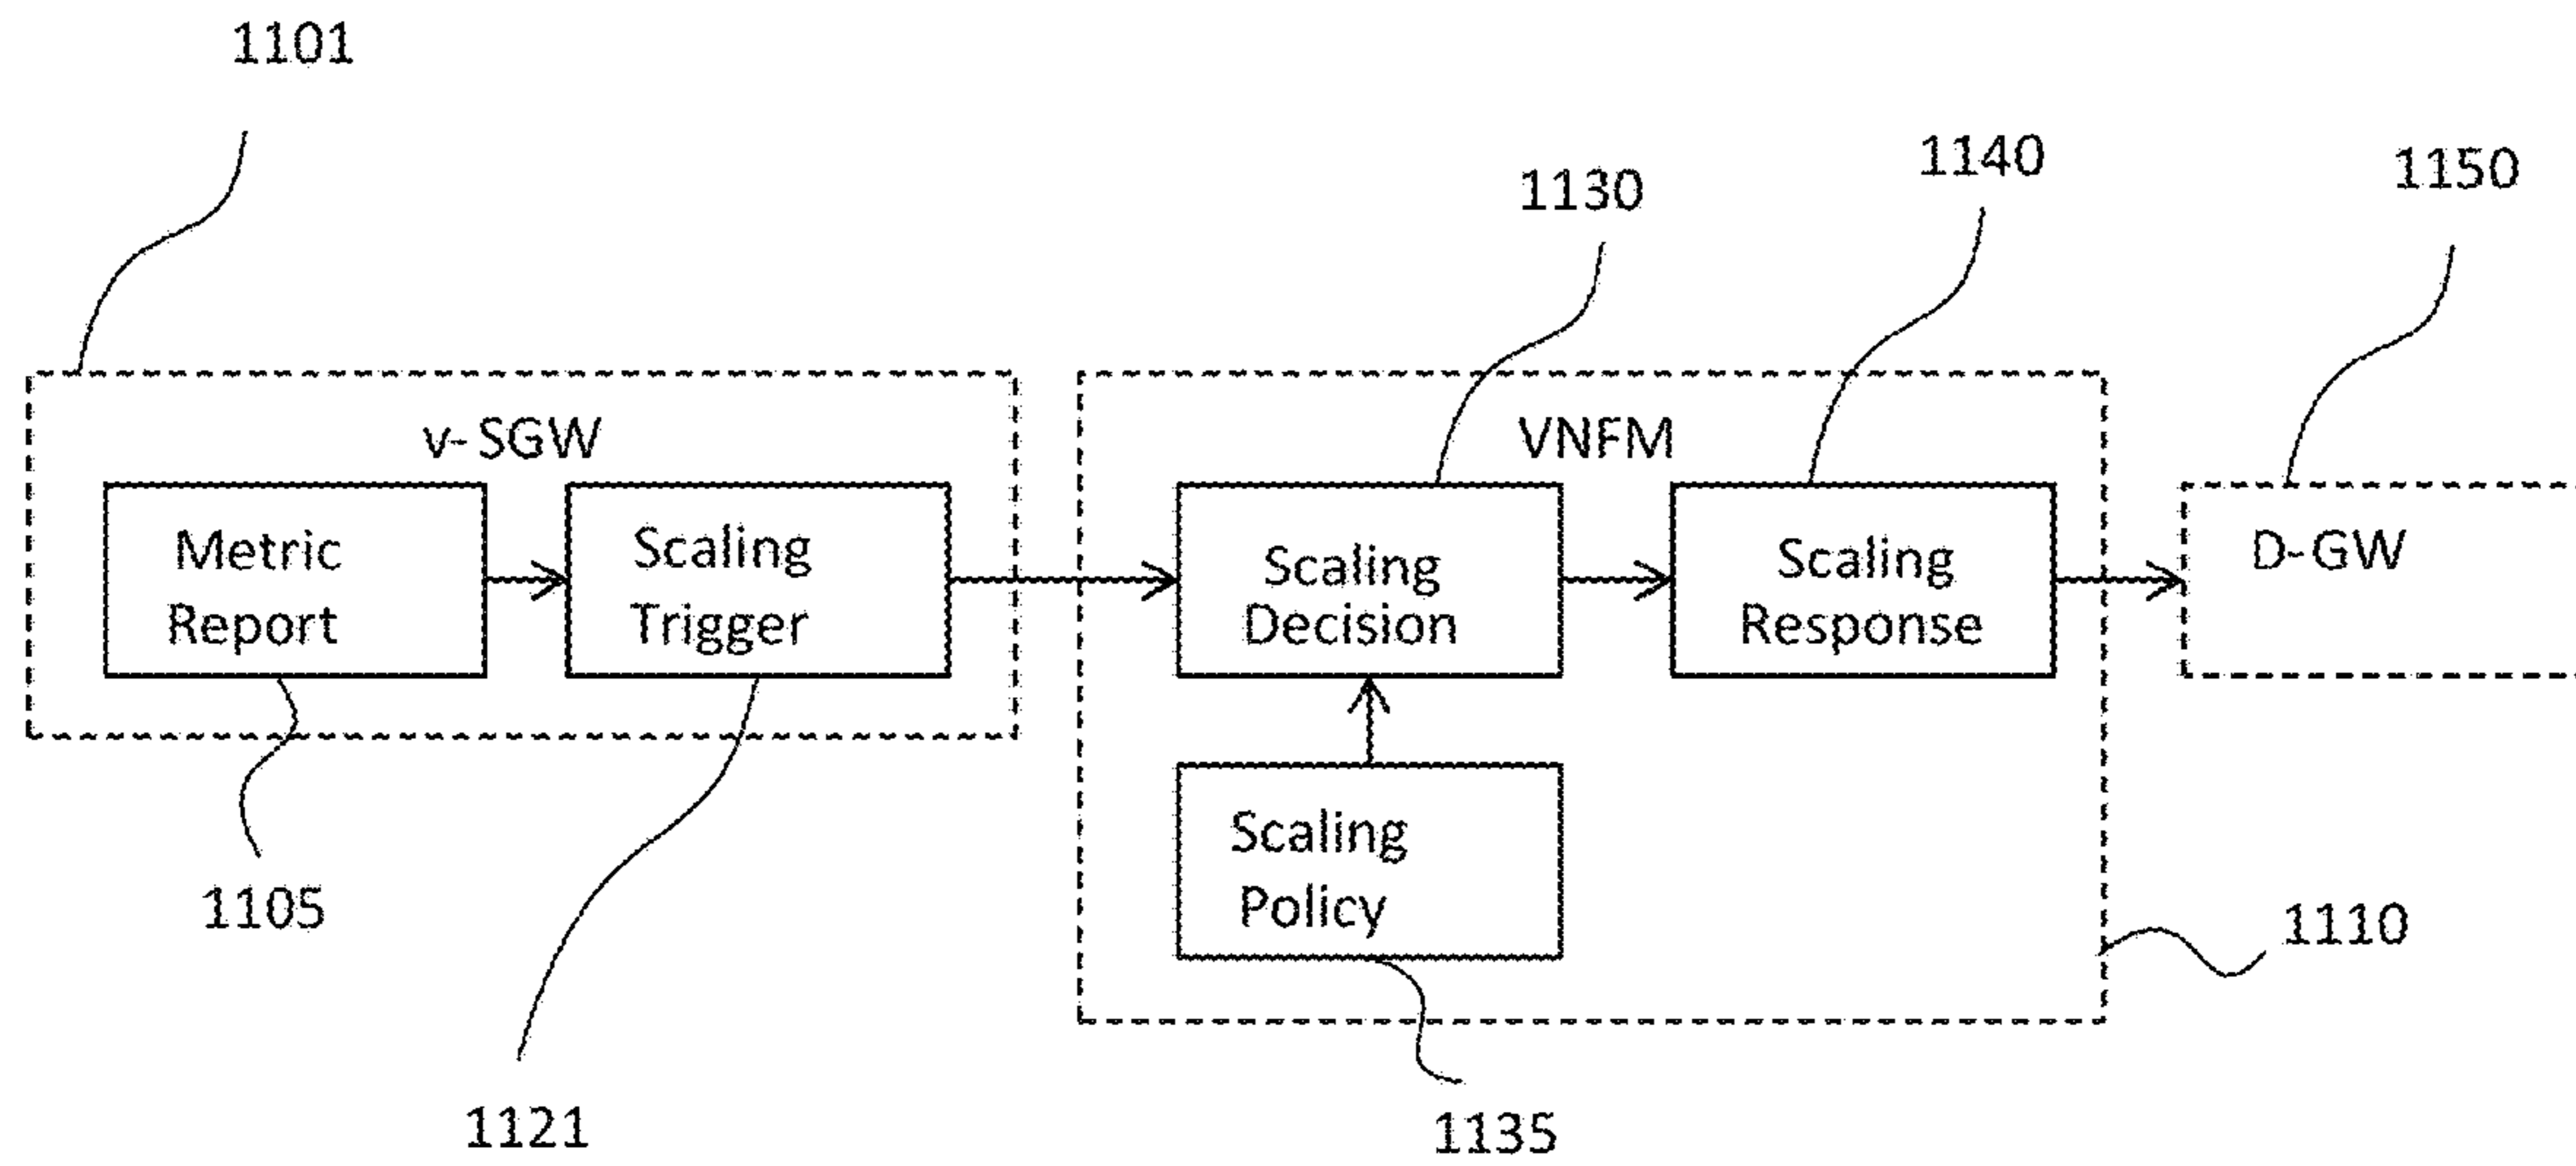 1101
1130
1140
1150
v-SGW
VNFM
Metric
Report
Scaling
Trigger
Scaling
Decision
Scaling
Response
D-GW
Scaling
Policy
1105
1110
1121
1135